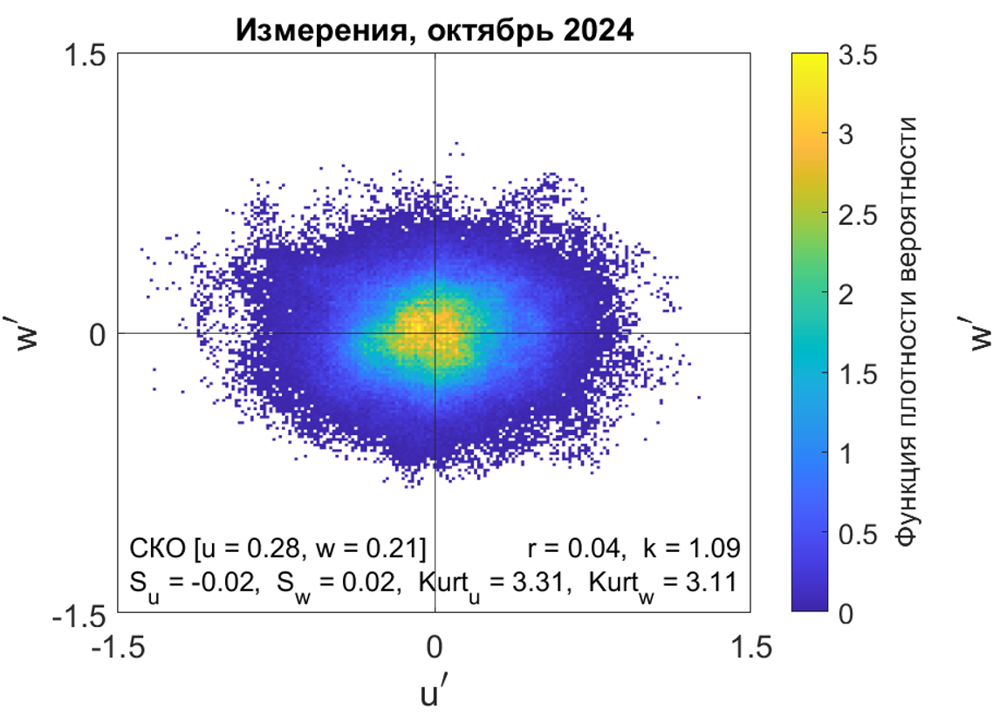 Измерения, октябрь 2024
1.5
0
-1.5
w′
СКО [u = 0.28, w = 0.21]
r = 0.04, k = 1.09
S_u = -0.02, S_w = 0.02, Kurt_u = 3.31, Kurt_w = 3.11
-1.5
0
1.5
u′
3.5
3
2.5
2
1.5
1
0.5
0
Функция плотности вероятности
w′